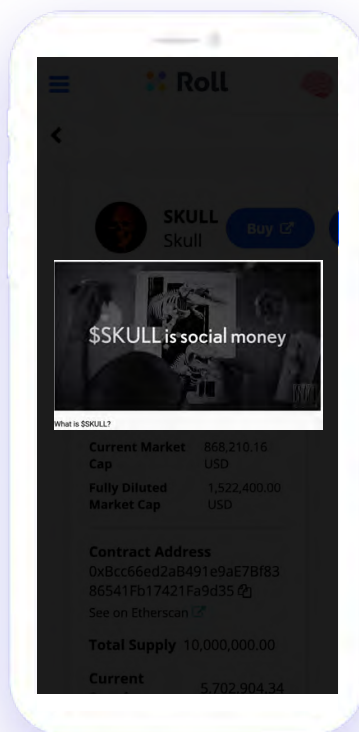 Roll
SKULL
Skull
Buy
$SKULL is social money
What is $SKULL?
Current Market Cap
868,210.16 USD
Fully Diluted Market Cap
1,522,400.00 USD
Contract Address
0xBcc66ed2aB491e9aE7Bf83
86541Fb17421Fa9d35
See on Etherscan
Total Supply 10,000,000.00
Current
5,702,904.34